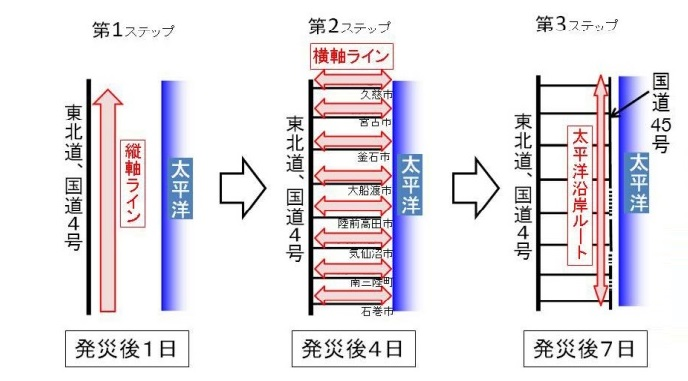 第1ステップ
東北道、国道4号
縦軸ライン
太平洋
発災後1日
第2ステップ
横軸ライン
東北道、国道4号
久慈市
宮古市
釜石市
大船渡市
陸前高田市
気仙沼市
南三陸町
石巻市
太平洋
発災後4日
第3ステップ
東北道、国道4号
太平洋沿岸ルート
国道45号
太平洋
発災後7日